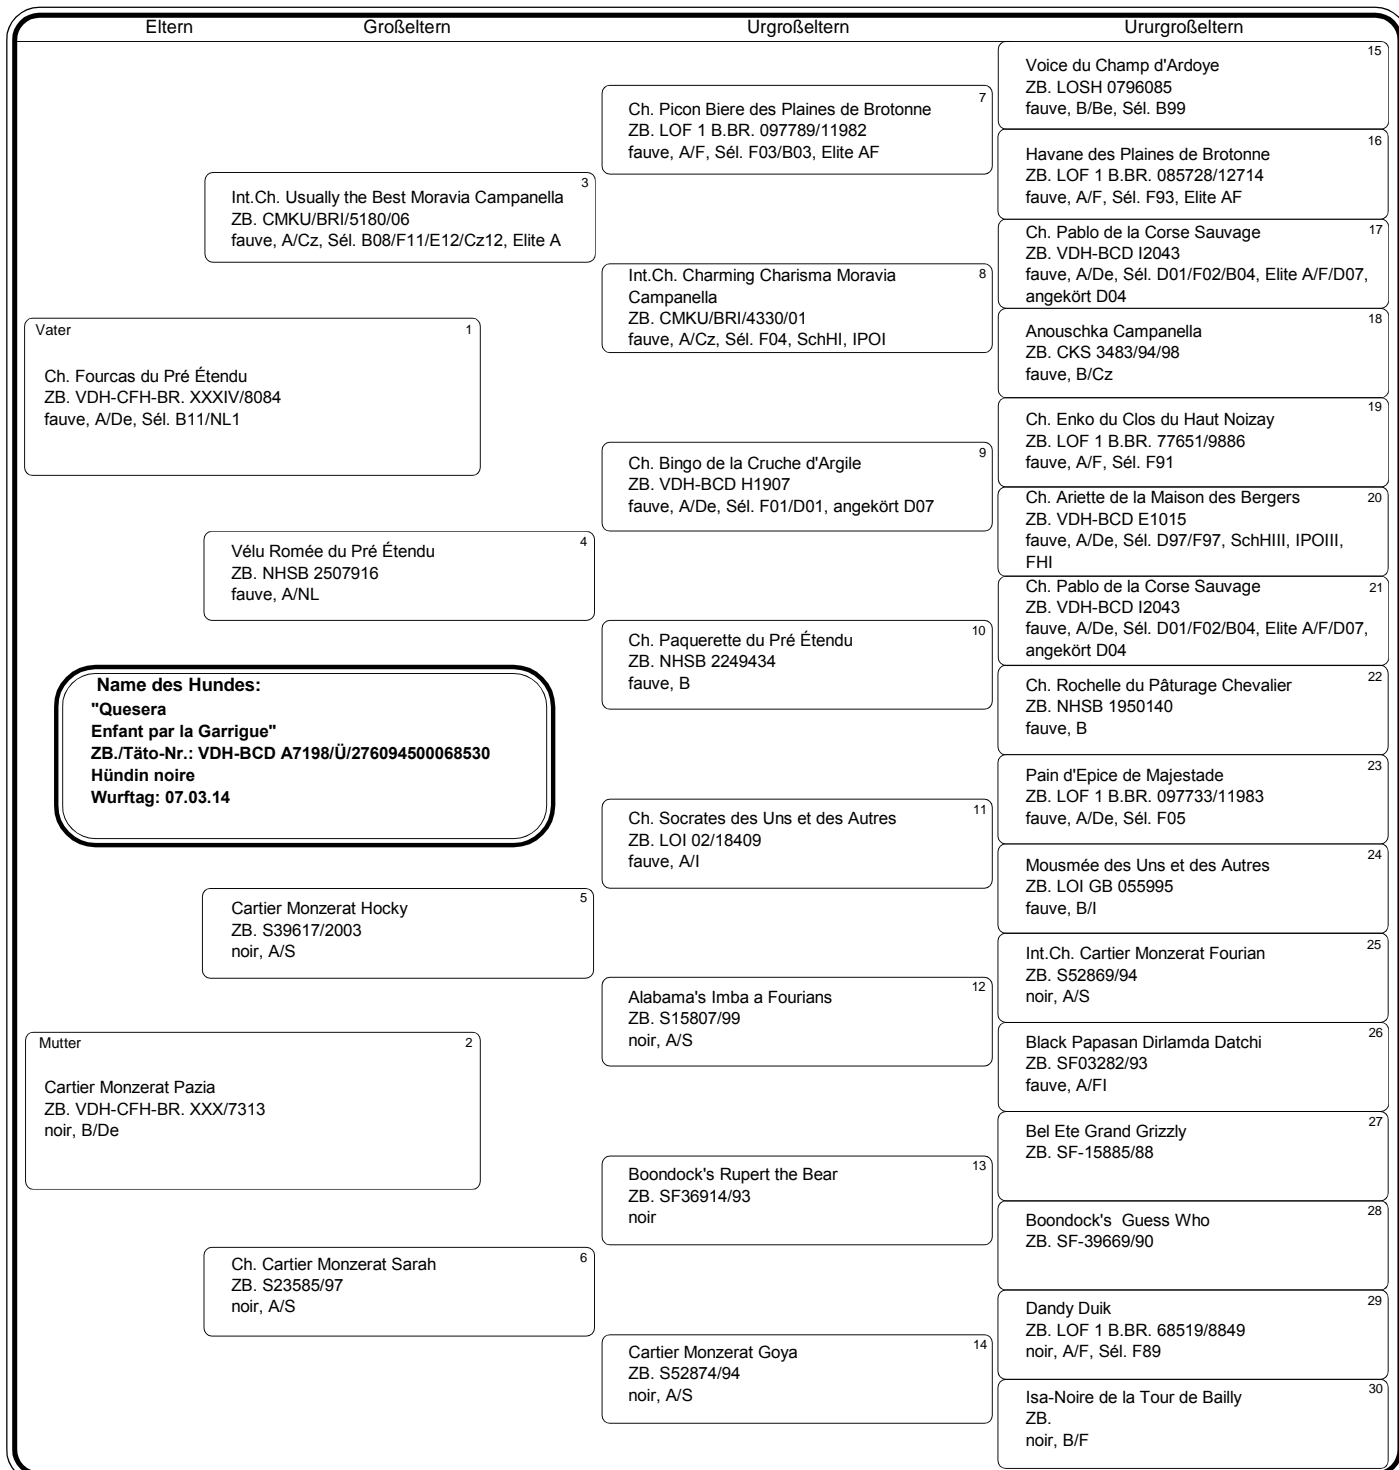 Eltern Großeltern Urgroßeltern Ururgroßeltern
Vater 1
Ch. Fourcas du Pré Étendu
ZB. VDH-CFH-BR. XXXIV/8084
fauve, A/De, Sél. B11/NL1
Name des Hundes:
"Quesera
Enfant par la Garrigue"
ZB./Täto-Nr.: VDH-BCD A7198/Ü/276094500068530
Hündin noire
Wurftag: 07.03.14
Mutter 2
Cartier Monzerat Pazia
ZB. VDH-CFH-BR. XXX/7313
noir, B/De
3
Int.Ch. Usually the Best Moravia Campanella
ZB. CMKU/BRI/5180/06
fauve, A/Cz, Sél. B08/F11/E12/Cz12, Elite A
4
Vélu Romée du Pré Étendu
ZB. NHSB 2507916
fauve, A/NL
5
Cartier Monzerat Hocky
ZB. S39617/2003
noir, A/S
6
Ch. Cartier Monzerat Sarah
ZB. S23585/97
noir, A/S
7
Ch. Picon Biere des Plaines de Brotonne
ZB. LOF 1 B.BR. 097789/11982
fauve, A/F, Sél. F03/B03, Elite AF
8
Int.Ch. Charming Charisma Moravia
Campanella
ZB. CMKU/BRI/4330/01
fauve, A/Cz, Sél. F04, SchHI, IPOI
9
Ch. Bingo de la Cruche d'Argile
ZB. VDH-BCD H1907
fauve, A/De, Sél. F01/D01, angekört D07
10
Ch. Paquerette du Pré Étendu
ZB. NHSB 2249434
fauve, B
11
Ch. Socrates des Uns et des Autres
ZB. LOI 02/18409
fauve, A/I
12
Alabama's Imba a Fourians
ZB. S15807/99
noir, A/S
13
Boondock's Rupert the Bear
ZB. SF36914/93
noir
14
Cartier Monzerat Goya
ZB. S52874/94
noir, A/S
15
Voice du Champ d'Ardoye
ZB. LOSH 0796085
fauve, B/Be, Sél. B99
16
Havane des Plaines de Brotonne
ZB. LOF 1 B.BR. 085728/12714
fauve, A/F, Sél. F93, Elite AF
17
Ch. Pablo de la Corse Sauvage
ZB. VDH-BCD I2043
fauve, A/De, Sél. D01/F02/B04, Elite A/F/D07,
angekört D04
18
Anouschka Campanella
ZB. CKS 3483/94/98
fauve, B/Cz
19
Ch. Enko du Clos du Haut Noizay
ZB. LOF 1 B.BR. 77651/9886
fauve, A/F, Sél. F91
20
Ch. Ariette de la Maison des Bergers
ZB. VDH-BCD E1015
fauve, A/De, Sél. D97/F97, SchHIII, IPOIII,
FHI
21
Ch. Pablo de la Corse Sauvage
ZB. VDH-BCD I2043
fauve, A/De, Sél. D01/F02/B04, Elite A/F/D07,
angekört D04
22
Ch. Rochelle du Pâturage Chevalier
ZB. NHSB 1950140
fauve, B
23
Pain d'Epice de Majestade
ZB. LOF 1 B.BR. 097733/11983
fauve, A/De, Sél. F05
24
Mousmée des Uns et des Autres
ZB. LOI GB 055995
fauve, B/I
25
Int.Ch. Cartier Monzerat Fourian
ZB. S52869/94
noir, A/S
26
Black Papasan Dirlamda Datchi
ZB. SF03282/93
fauve, A/FI
27
Bel Ete Grand Grizzly
ZB. SF-15885/88
28
Boondock's Guess Who
ZB. SF-39669/90
29
Dandy Duik
ZB. LOF 1 B.BR. 68519/8849
noir, A/F, Sél. F89
30
Isa-Noire de la Tour de Bailly
ZB.
noir, B/F